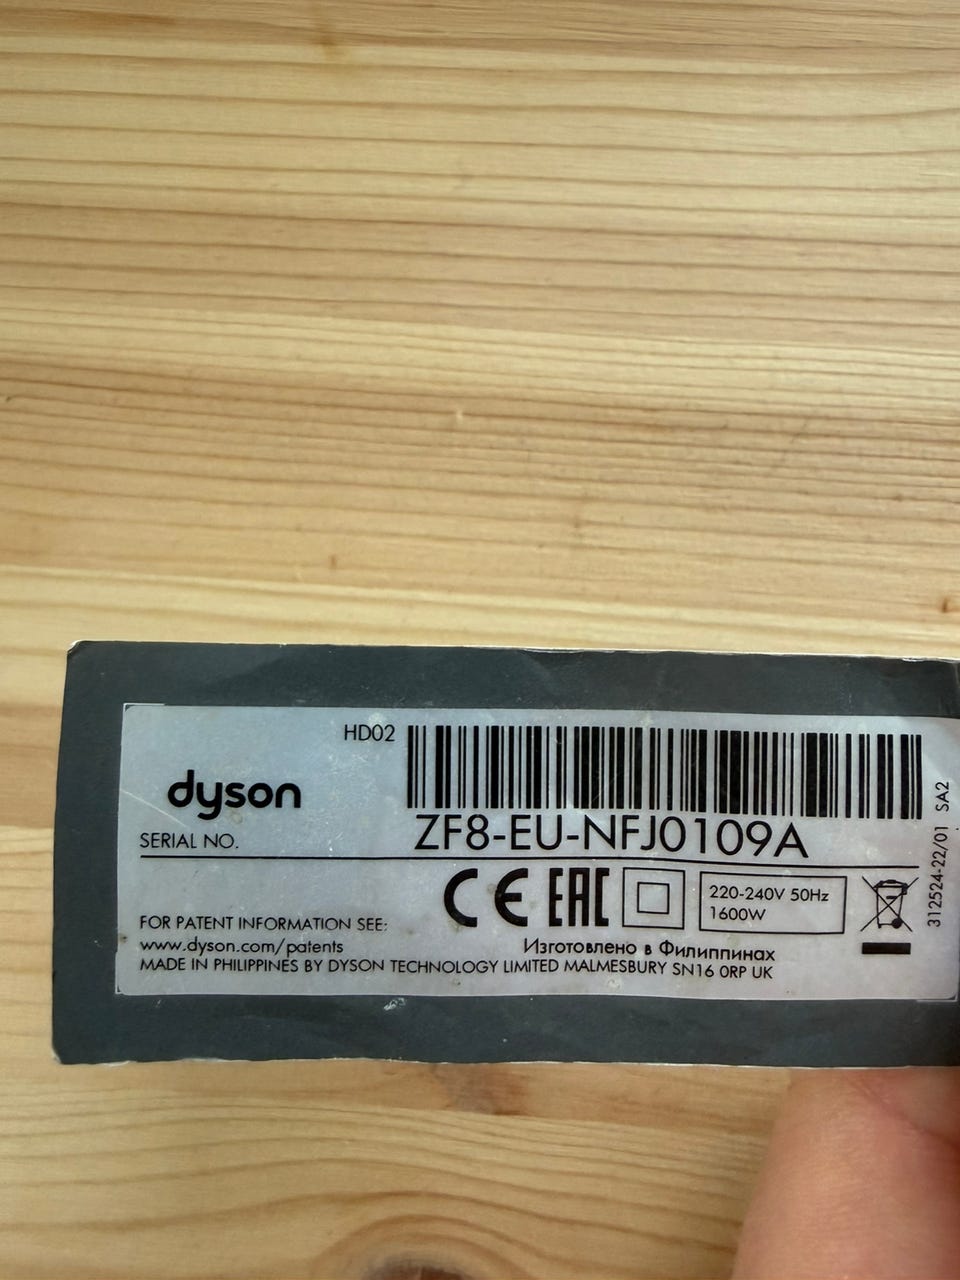 HD02
dyson
SERIAL NO.
ZF8-EU-NFJ0109A
CE EAC
220-240V 50Hz
1600W
FOR PATENT INFORMATION SEE:
www.dyson.com/patents
Изготовлено в Филиппинах
MADE IN PHILIPPINES BY DYSON TECHNOLOGY LIMITED MALMESBURY SN16 0RP UK
312524-22/01 SA2